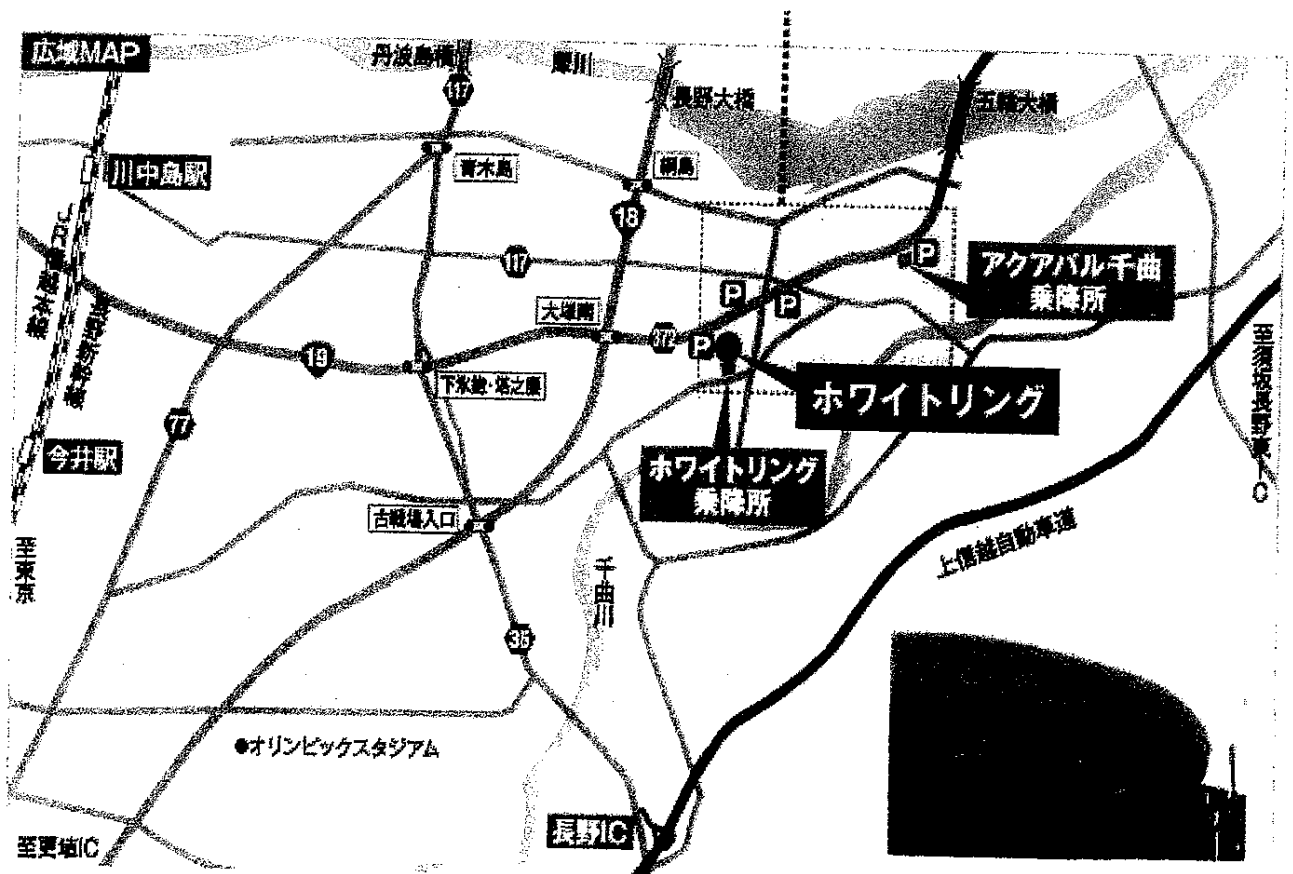 広域MAP
丹波島橋
犀川
117
長野大橋
五輪大橋
川中島駅
青木島
綱島
18
117
P
アクアパル千曲
乗降所
P
P
大塚南
372
P
19
下氷鉋・塔之腰
ホワイトリング
77
今井駅
ホワイトリング
乗降所
古戦場入口
至東京
千曲川
上信越自動車道
至須坂長野東IC
35
●オリンピックスタジアム
長野IC
至更埴IC